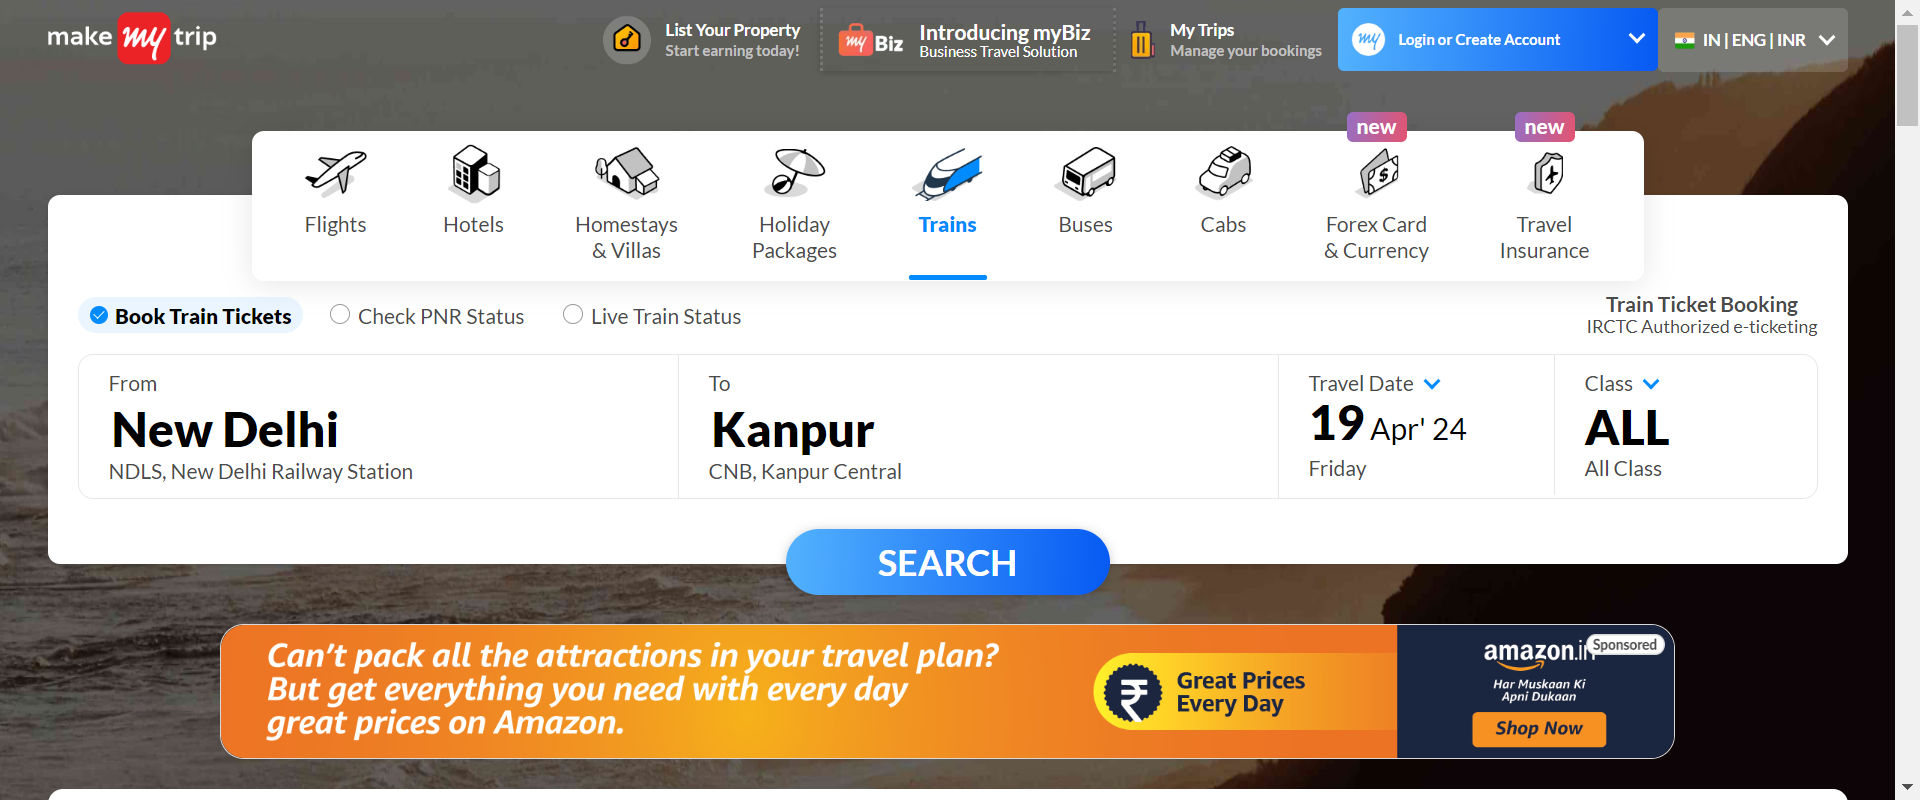 make my trip
List Your Property
Start earning today!
my Biz
Introducing myBiz
Business Travel Solution
My Trips
Manage your bookings
my
Login or Create Account
IN | ENG | INR
new
new
Flights
Hotels
Homestays
& Villas
Holiday
Packages
Trains
Buses
Cabs
Forex Card
& Currency
Travel
Insurance
Book Train Tickets
Check PNR Status
Live Train Status
Train Ticket Booking
IRCTC Authorized e-ticketing
From
New Delhi
NDLS, New Delhi Railway Station
To
Kanpur
CNB, Kanpur Central
Travel Date
19 Apr' 24
Friday
Class
ALL
All Class
SEARCH
Can't pack all the attractions in your travel plan?
But get everything you need with every day
great prices on Amazon.
₹
Great Prices
Every Day
amazon.in
Sponsored
Har Muskaan Ki
Apni Dukaan
Shop Now